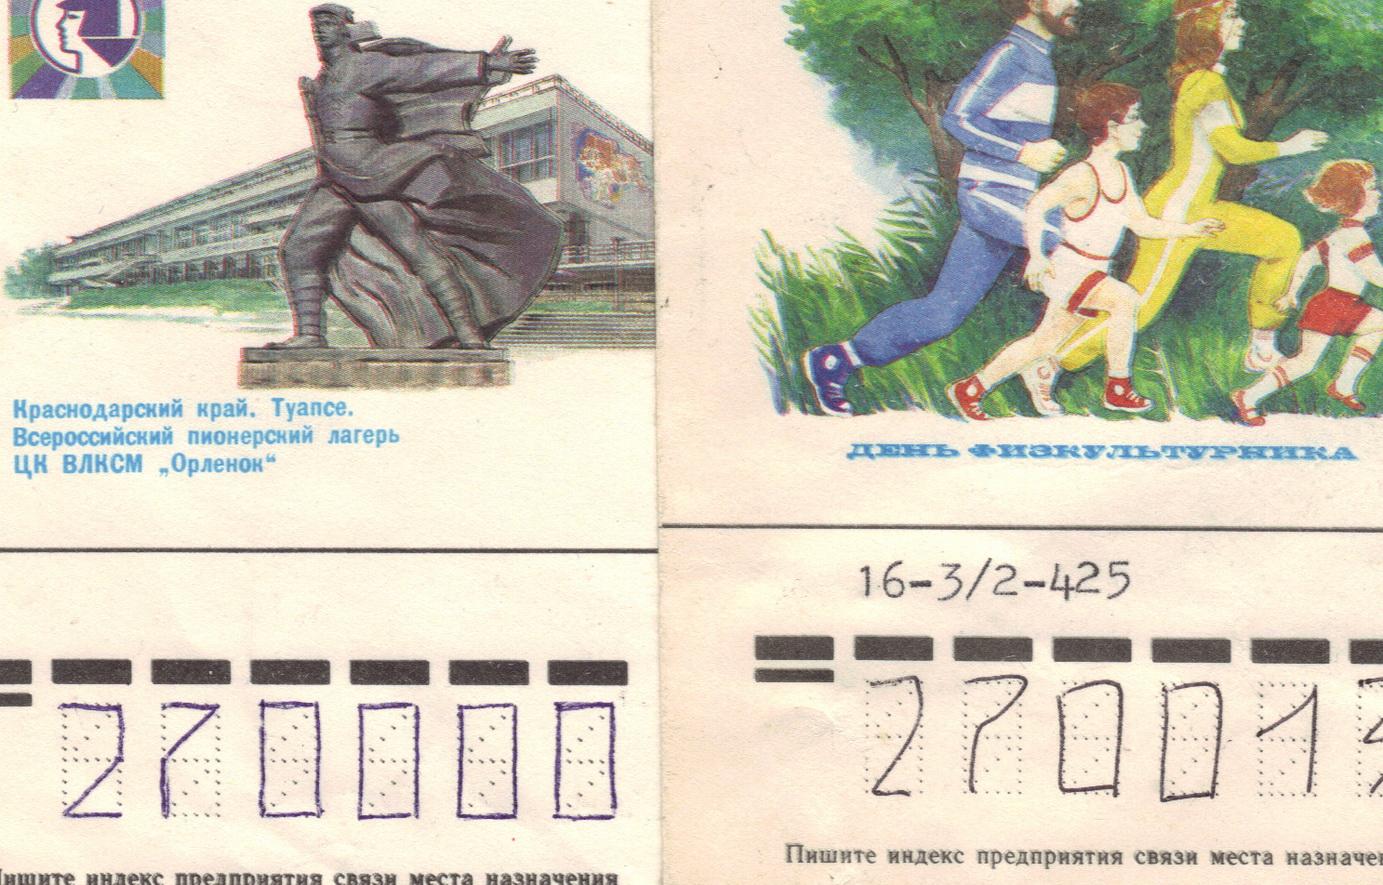 Краснодарский край. Туапсе.
Всероссийский пионерский лагерь
ЦК ВЛКСМ „Орленок“
270000
Пишите индекс предприятия связи места назначения
ДЕНЬ ФИЗКУЛЬТУРНИКА
16-3/2-425
27001
Пишите индекс предприятия связи места